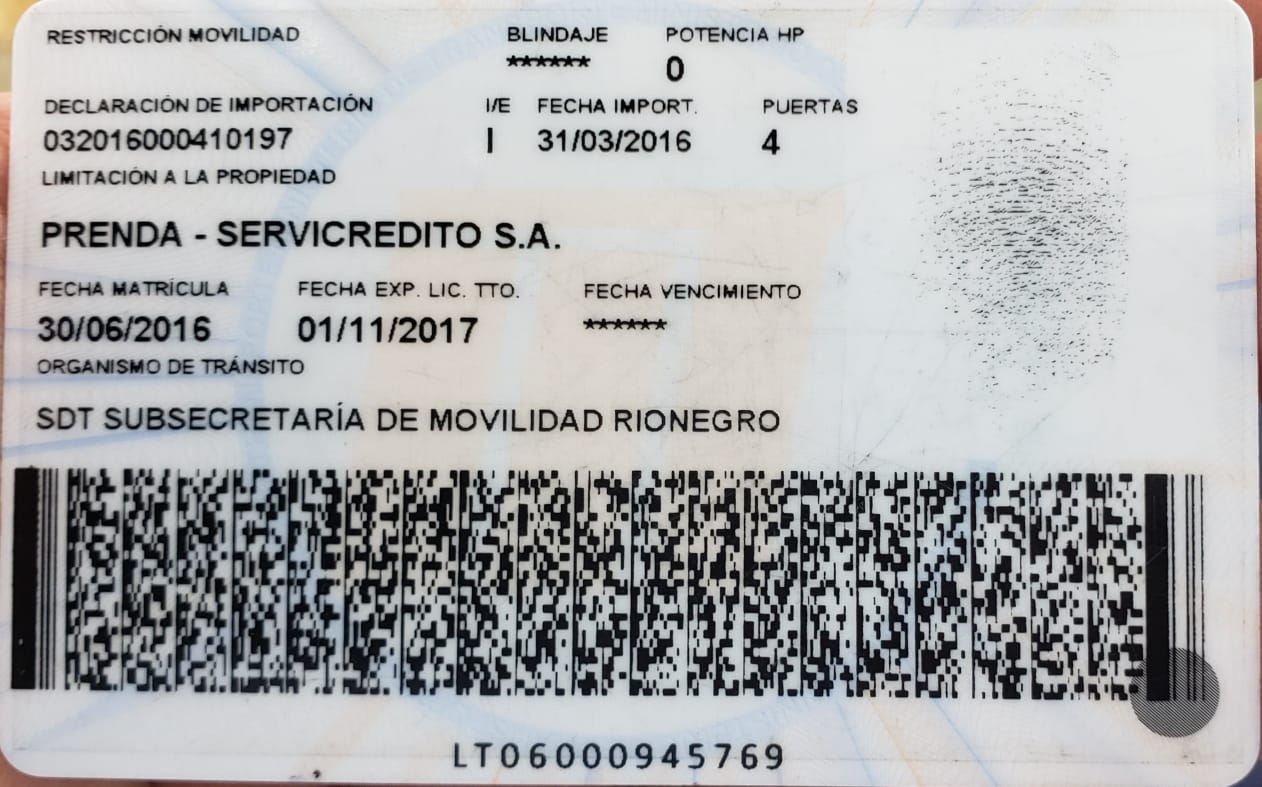 RESTRICCIÓN MOVILIDAD BLINDAJE POTENCIA HP
****** 0
DECLARACIÓN DE IMPORTACIÓN I/E FECHA IMPORT. PUERTAS
032016000410197 I 31/03/2016 4
LIMITACIÓN A LA PROPIEDAD
PRENDA - SERVICREDITO S.A.
FECHA MATRÍCULA FECHA EXP. LIC. TTO. FECHA VENCIMIENTO
30/06/2016 01/11/2017 ******
ORGANISMO DE TRÁNSITO
SDT SUBSECRETARÍA DE MOVILIDAD RIONEGRO
LT06000945769